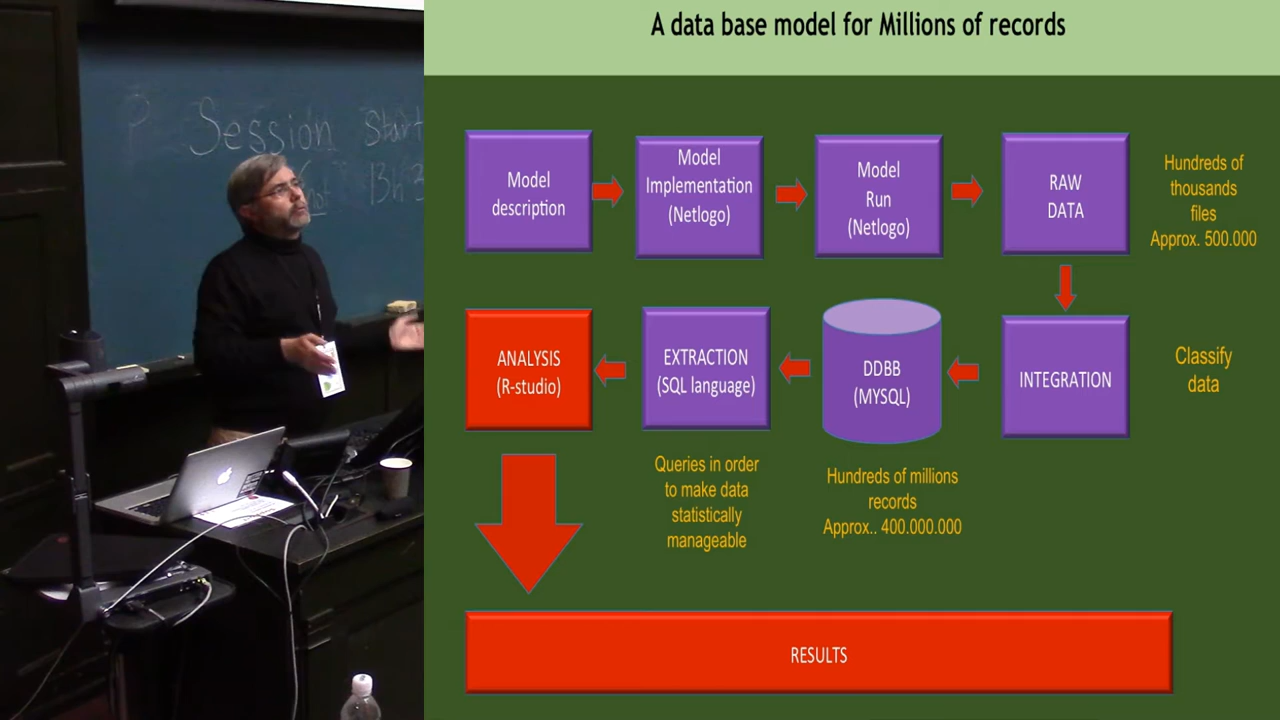 A data base model for Millions of records
Session start
13h3
Model
description
Model
Implementation
(Netlogo)
Model
Run
(Netlogo)
RAW
DATA
Hundreds of
thousands
files
Approx. 500.000
ANALYSIS
(R-studio)
EXTRACTION
(SQL language)
DDBB
(MYSQL)
INTEGRATION
Classify
data
Queries in order
to make data
statistically
manageable
Hundreds of millions
records
Approx.. 400.000.000
RESULTS